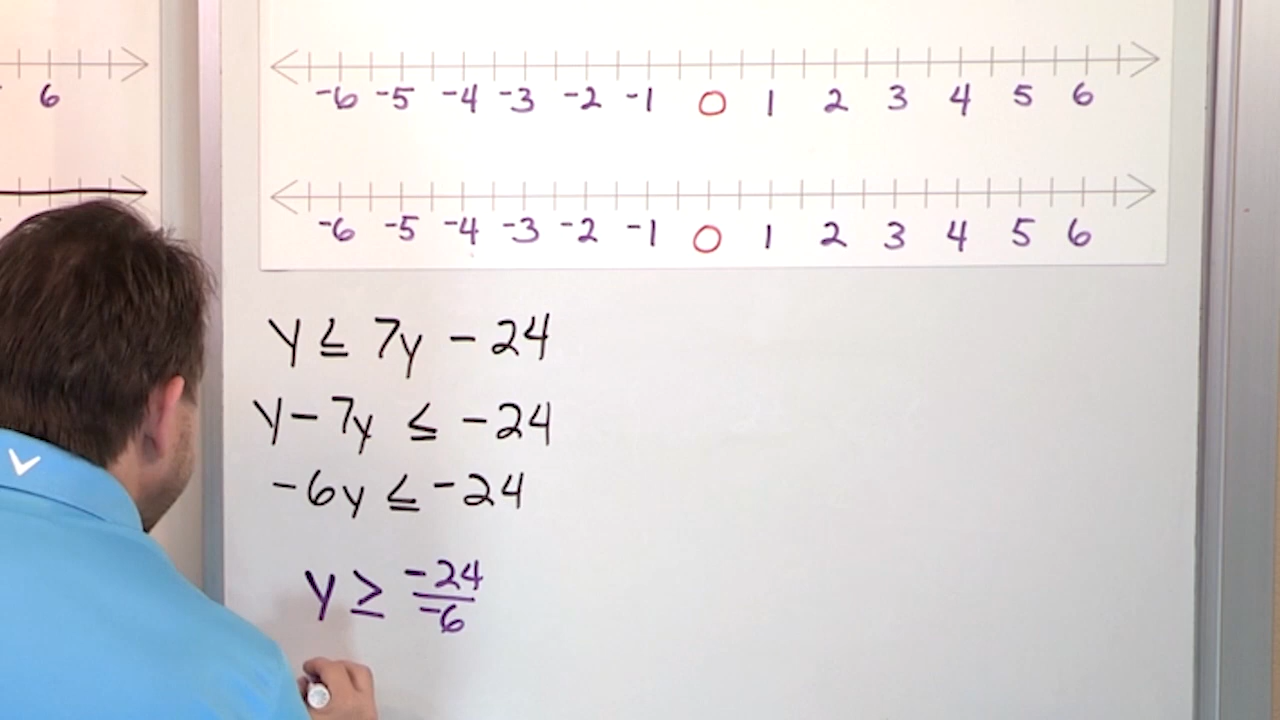 6
-6 -5 -4 -3 -2 -1 0 1 2 3 4 5 6
-6 -5 -4 -3 -2 -1 0 1 2 3 4 5 6
y ≤ 7y - 24
y - 7y ≤ -24
-6y ≤ -24
y ≥ -24/-6